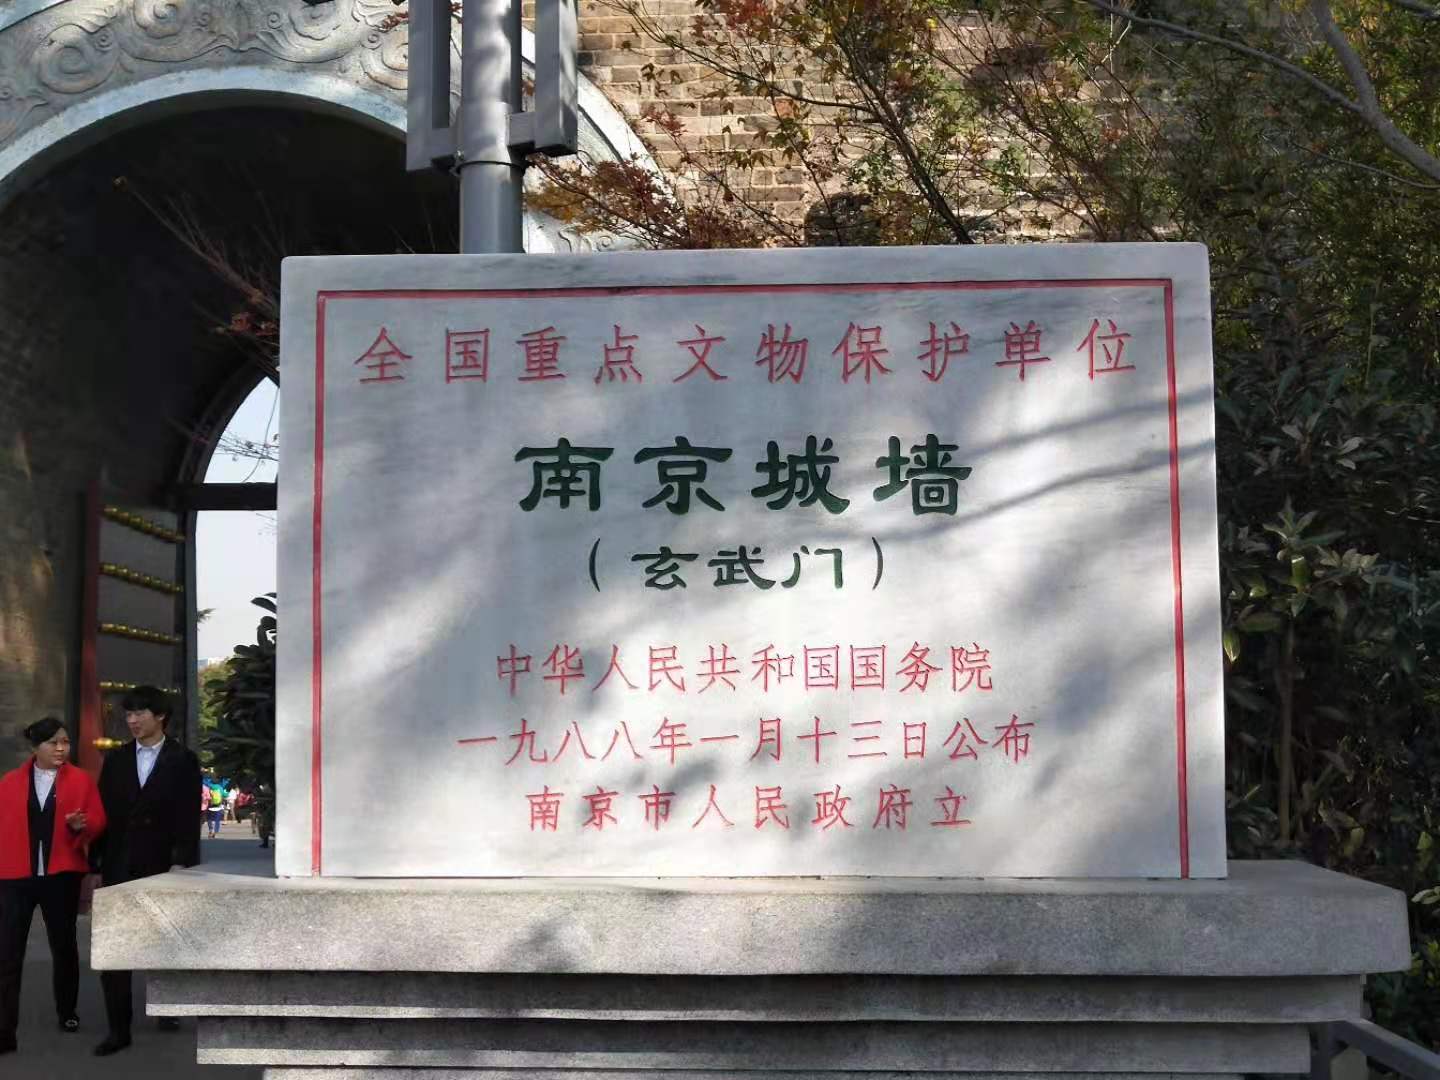 全国重点文物保护单位
南京城墙
（玄武门）
中华人民共和国国务院
一九八八年一月十三日公布
南京市人民政府立